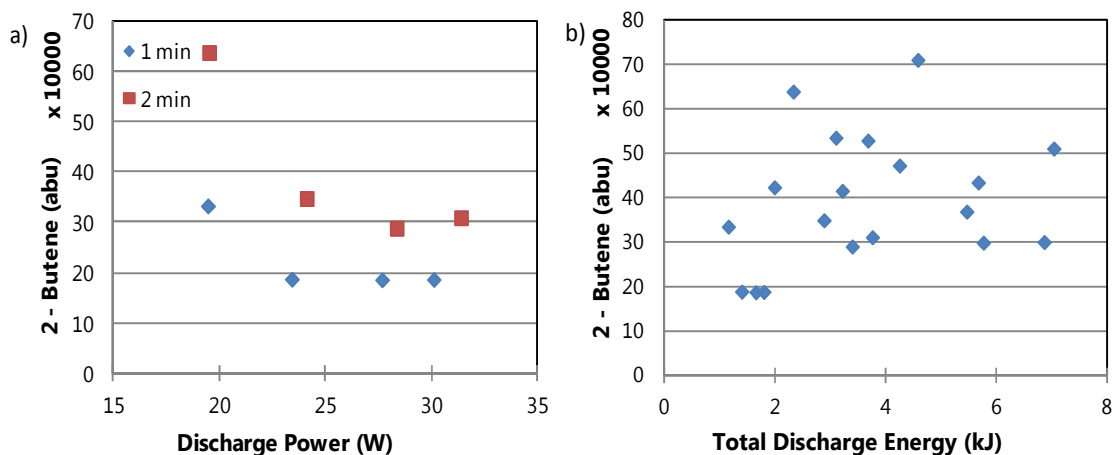 a)
2 - Butene (abu) x 10000
70
60
50
40
30
20
10
0
1 min
2 min
15 20 25 30 35
Discharge Power (W)
b)
2 - Butene (abu) x 10000
80
70
60
50
40
30
20
10
0
0 2 4 6 8
Total Discharge Energy (kJ)